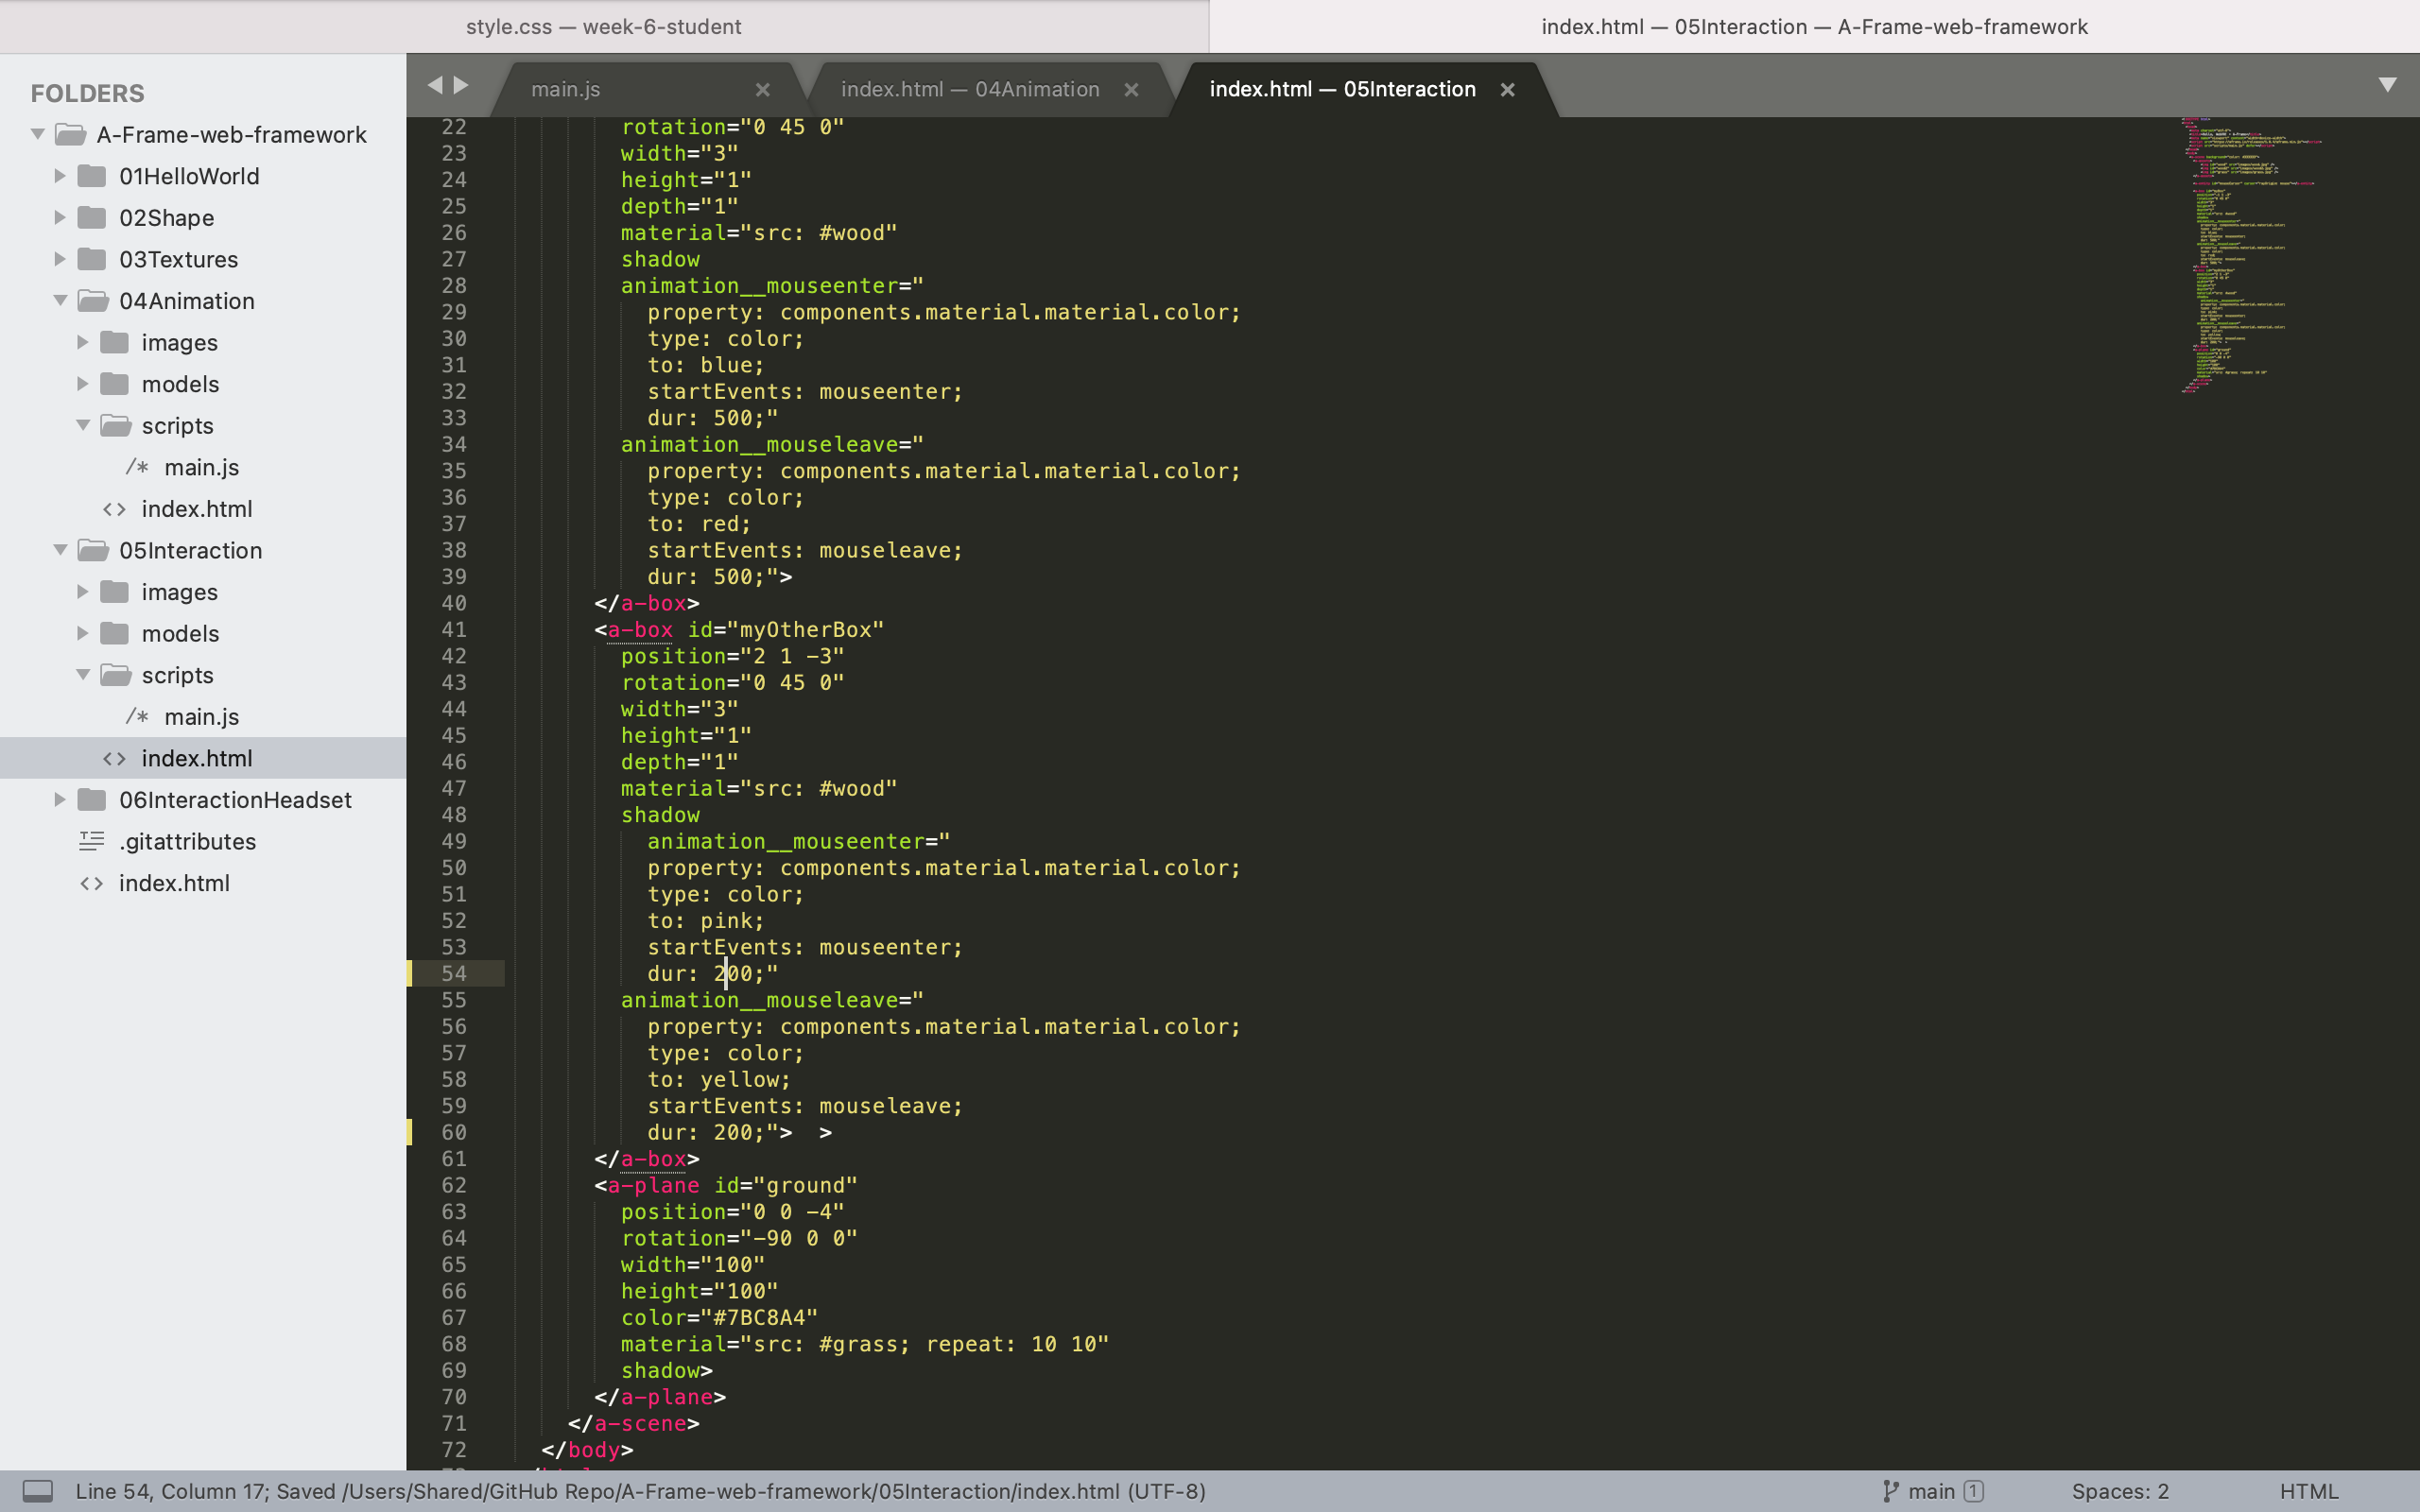 style.css — week-6-student
index.html — 05Interaction — A-Frame-web-framework
FOLDERS
A-Frame-web-framework
01HelloWorld
02Shape
03Textures
04Animation
images
models
scripts
/* main.js
<> index.html
05Interaction
images
models
scripts
/* main.js
<> index.html
06InteractionHeadset
.gitattributes
<> index.html
main.js
index.html — 04Animation
index.html — 05Interaction
22 rotation="0 45 0"
23 width="3"
24 height="1"
25 depth="1"
26 material="src: #wood"
27 shadow
28 animation__mouseenter="
29 property: components.material.material.color;
30 type: color;
31 to: blue;
32 startEvents: mouseenter;
33 dur: 500;"
34 animation__mouseleave="
35 property: components.material.material.color;
36 type: color;
37 to: red;
38 startEvents: mouseleave;
39 dur: 500;">
40 </a-box>
41 <a-box id="myOtherBox"
42 position="2 1 -3"
43 rotation="0 45 0"
44 width="3"
45 height="1"
46 depth="1"
47 material="src: #wood"
48 shadow
49 animation__mouseenter="
50 property: components.material.material.color;
51 type: color;
52 to: pink;
53 startEvents: mouseenter;
54 dur: 200;"
55 animation__mouseleave="
56 property: components.material.material.color;
57 type: color;
58 to: yellow;
59 startEvents: mouseleave;
60 dur: 200;">  >
61 </a-box>
62 <a-plane id="ground"
63 position="0 0 -4"
64 rotation="-90 0 0"
65 width="100"
66 height="100"
67 color="#7BC8A4"
68 material="src: #grass; repeat: 10 10"
69 shadow>
70 </a-plane>
71 </a-scene>
72 </body>
Line 54, Column 17; Saved /Users/Shared/GitHub Repo/A-Frame-web-framework/05Interaction/index.html (UTF-8)
main 1
Spaces: 2
HTML